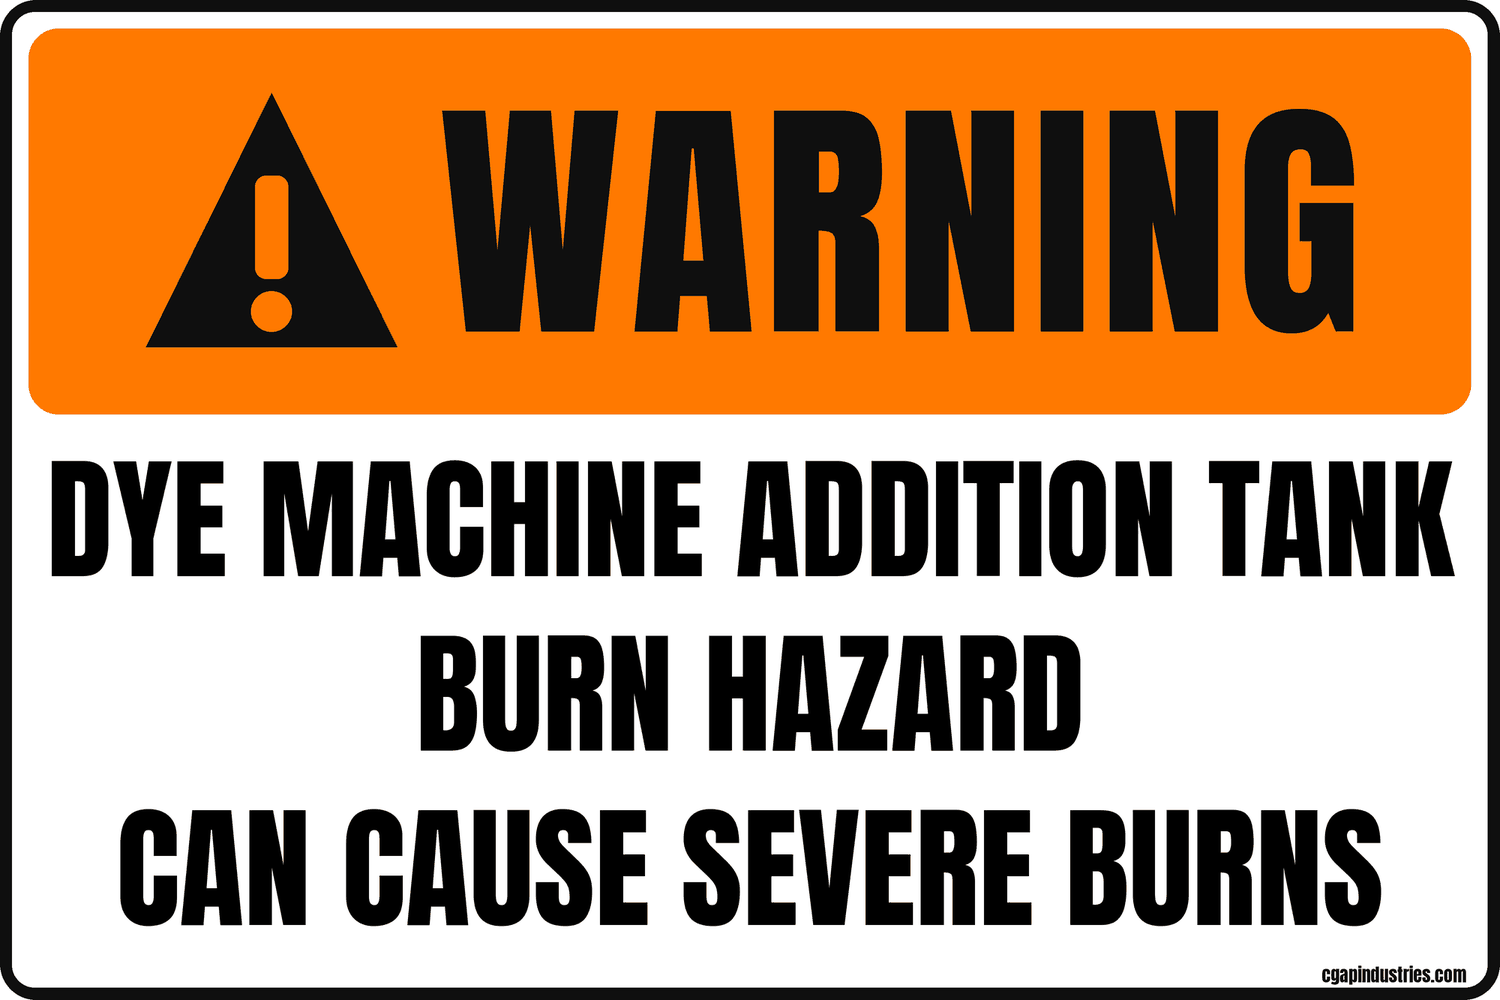 WARNING
DYE MACHINE ADDITION TANK
BURN HAZARD
CAN CAUSE SEVERE BURNS
cgapindustries.com